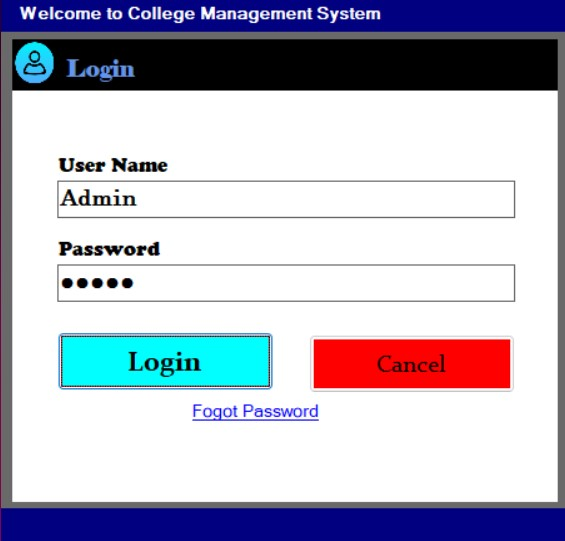 Welcome to College Management System
Login
User Name
Admin
Password
●●●●●
Login Cancel
Fogot Password